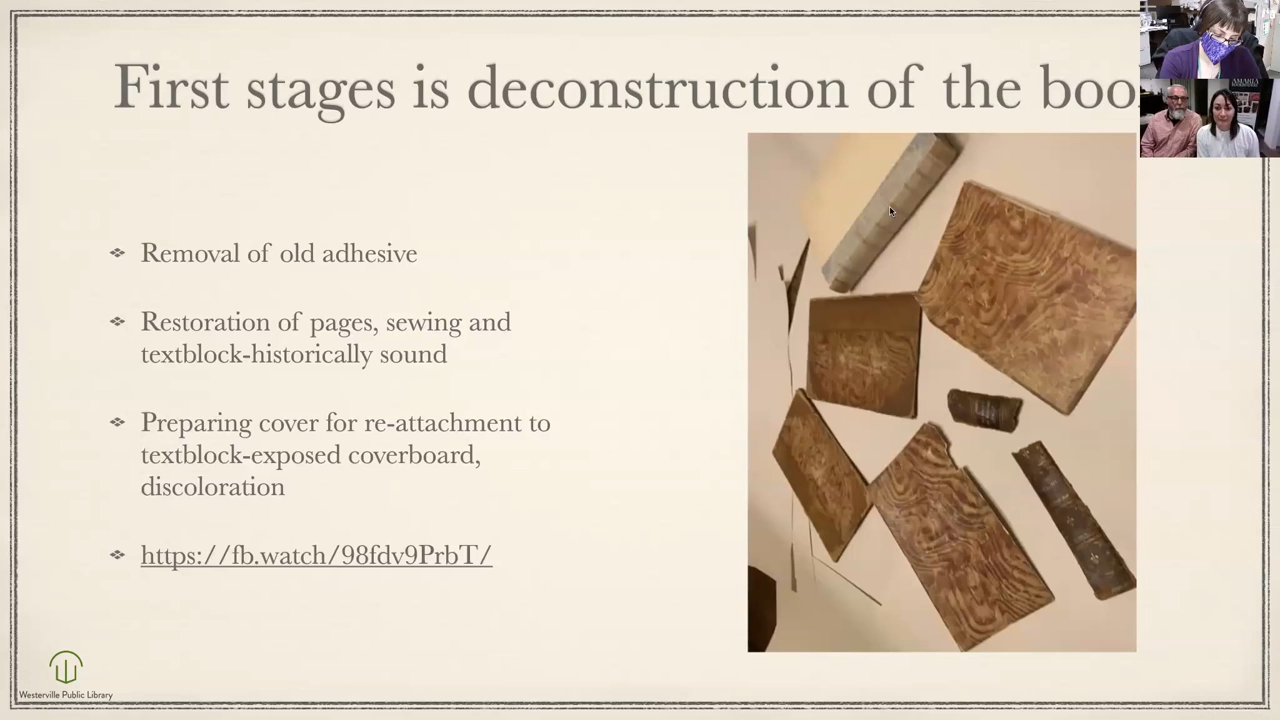 First stages is deconstruction of the boo
Removal of old adhesive
Restoration of pages, sewing and
textblock-historically sound
Preparing cover for re-attachment to
textblock-exposed coverboard,
discoloration
https://fb.watch/98fdv9PrbT/
Westerville Public Library